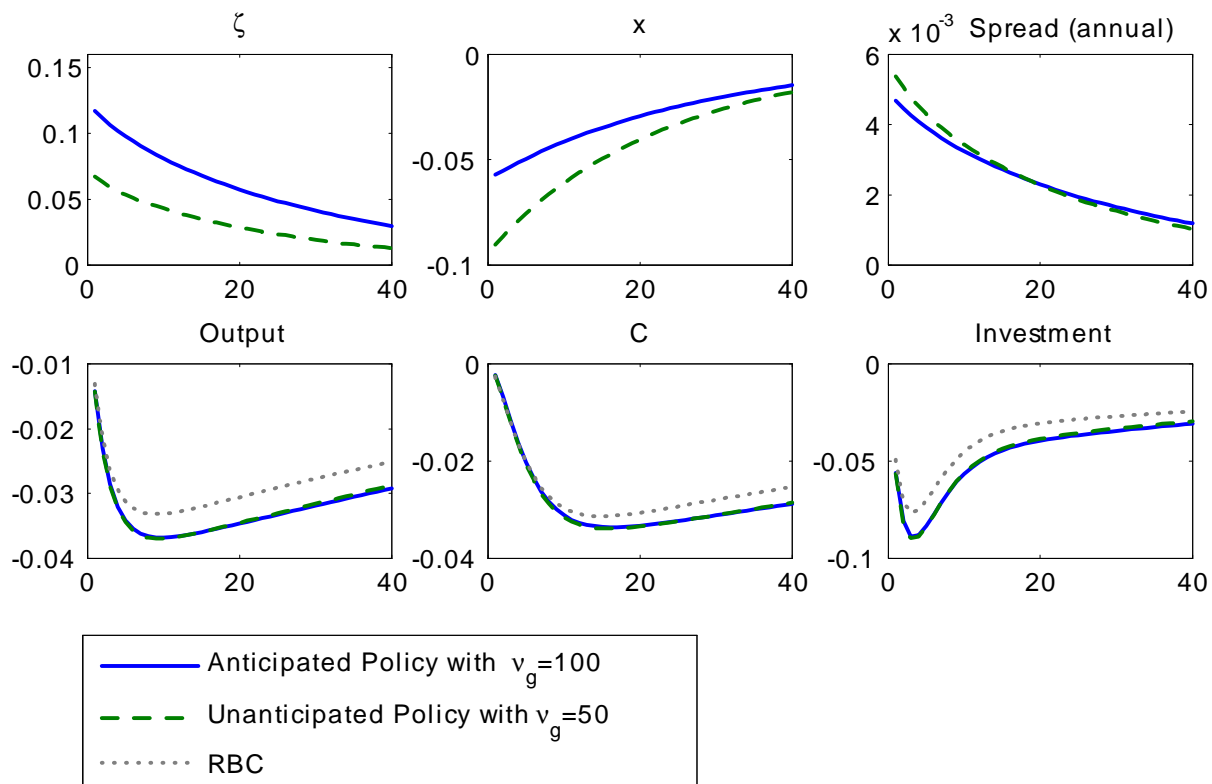 ζ x x 10^-3 Spread (annual)
0.15 0 6
0.1 4
-0.05
0.05 2
0 -0.1 0
0 20 40 0 20 40 0 20 40
Output C Investment
-0.01 0 0
-0.02
-0.02 -0.05
-0.03
-0.04 -0.04 -0.1
0 20 40 0 20 40 0 20 40
Anticipated Policy with ν_g=100
Unanticipated Policy with ν_g=50
RBC